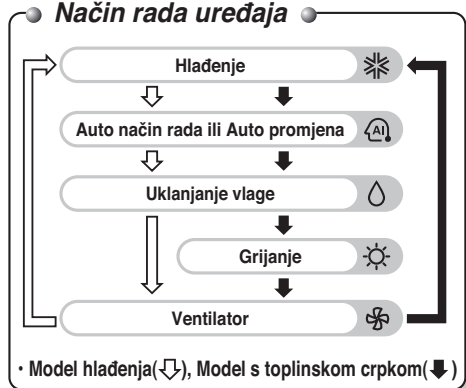 Način rada uređaja
Hlađenje
Auto način rada ili Auto promjena
AI
Uklanjanje vlage
Grijanje
Ventilator
• Model hlađenja(⇩), Model s toplinskom crpkom(⬇)